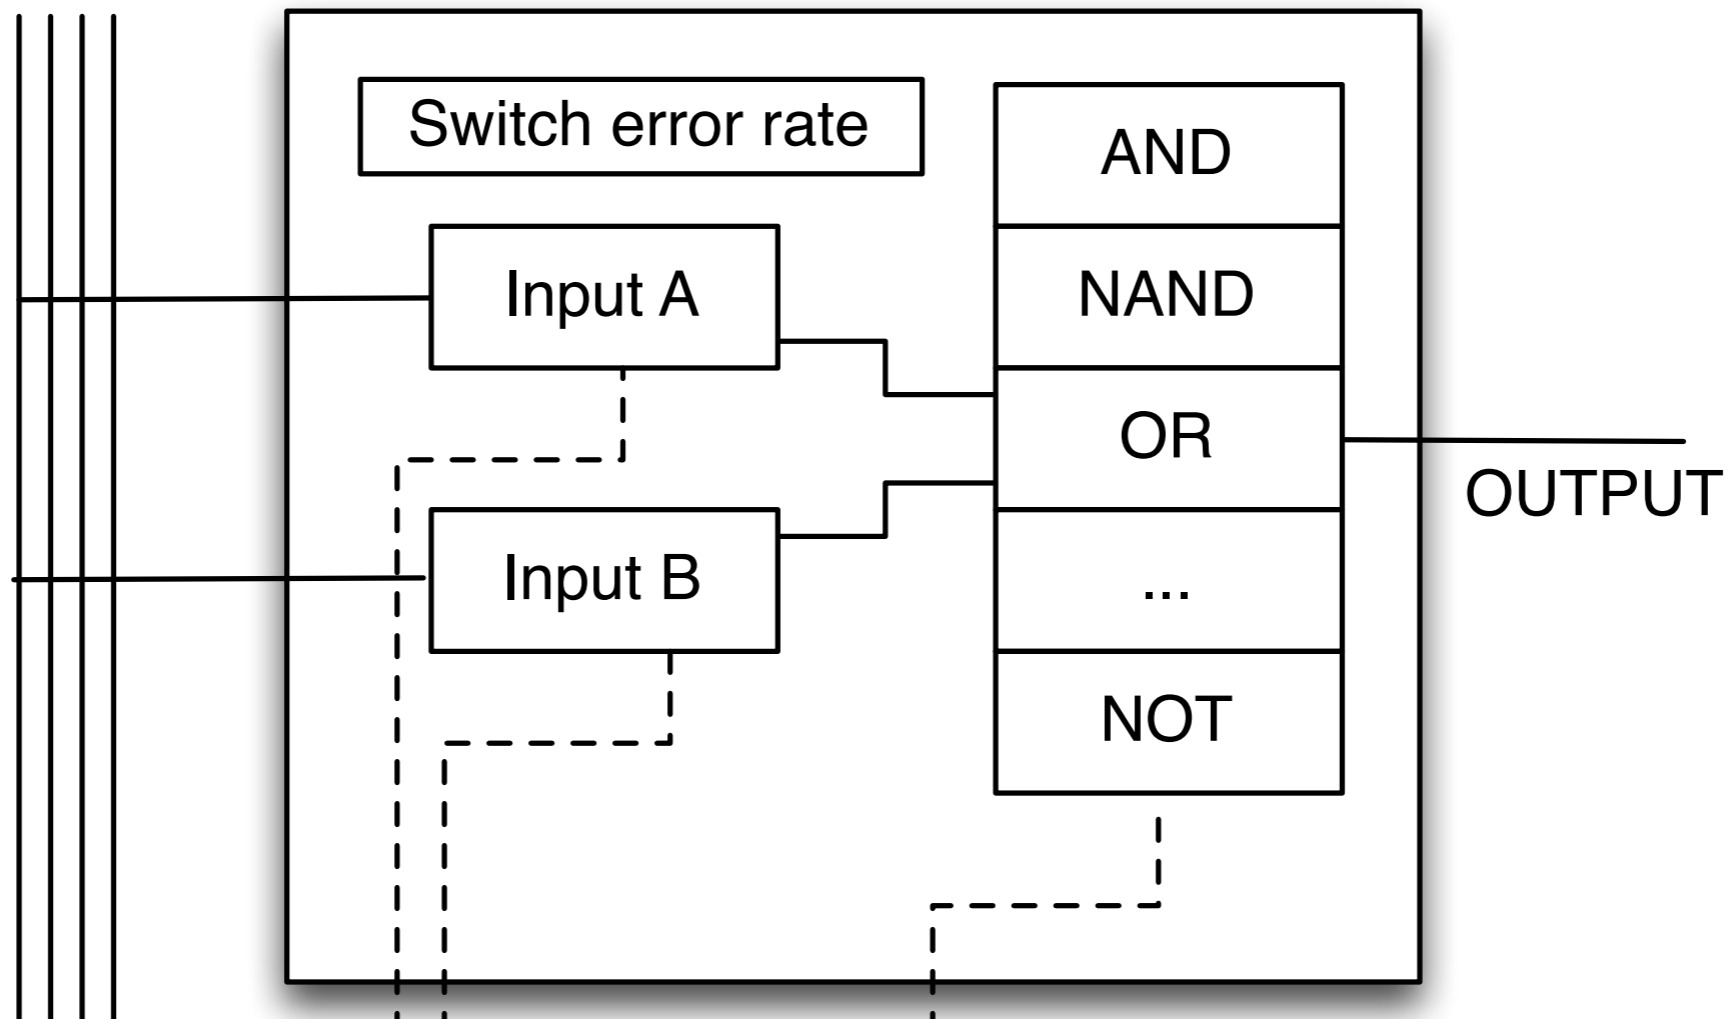 Switch error rate
AND
Input A
NAND
OR
OUTPUT
Input B
...
NOT